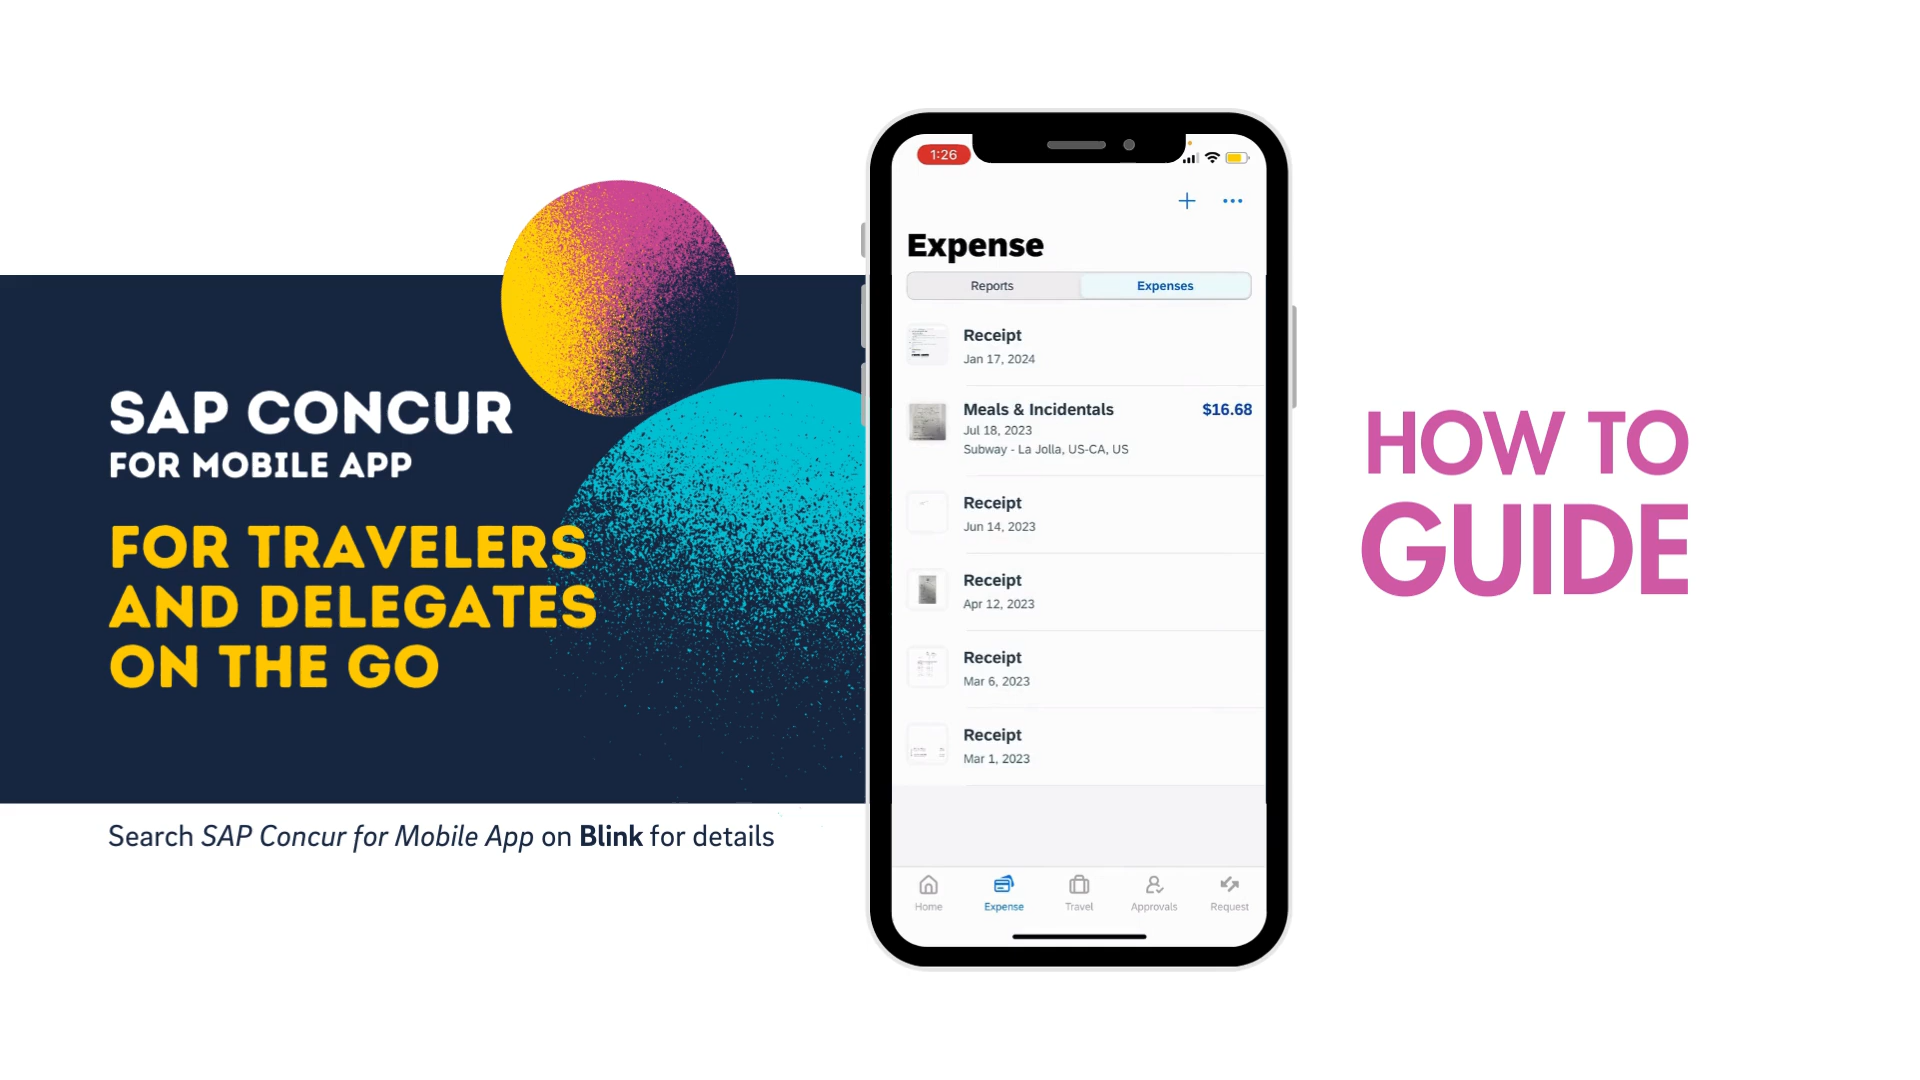 SAP CONCUR
FOR MOBILE APP
FOR TRAVELERS
AND DELEGATES
ON THE GO
Search SAP Concur for Mobile App on Blink for details
1:26
Expense
Reports Expenses
Receipt
Jan 17, 2024
Meals & Incidentals $16.68
Jul 18, 2023
Subway - La Jolla, US-CA, US
Receipt
Jun 14, 2023
Receipt
Apr 12, 2023
Receipt
Mar 6, 2023
Receipt
Mar 1, 2023
Home Expense Travel Approvals Request
HOW TO
GUIDE